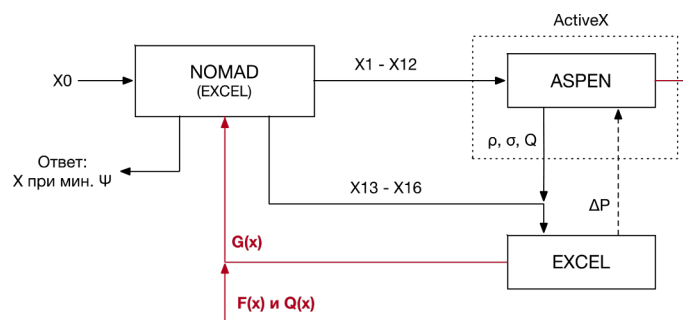 ActiveX
X0
NOMAD
(EXCEL)
X1 - X12
ASPEN
Ответ:
X при мин. Ψ
ρ, σ, Q
X13 - X16
ΔP
G(x)
EXCEL
F(x) и Q(x)